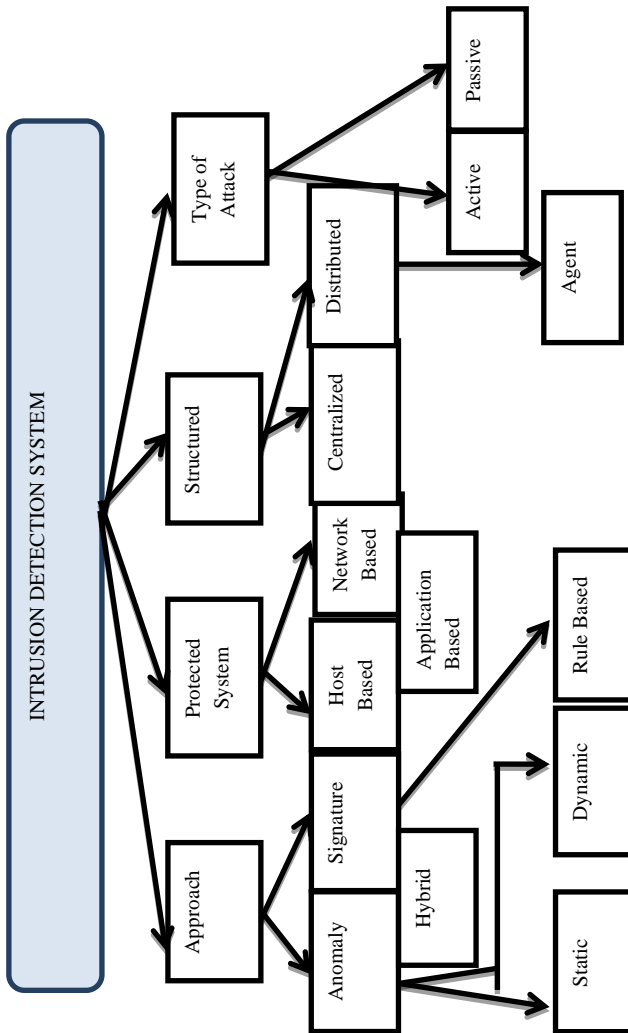 INTRUSION DETECTION SYSTEM
Approach
Protected
System
Structured
Type of
Attack
Anomaly
Signature
Host
Based
Network
Based
Centralized
Distributed
Active
Passive
Hybrid
Application
Based
Static
Dynamic
Rule Based
Agent